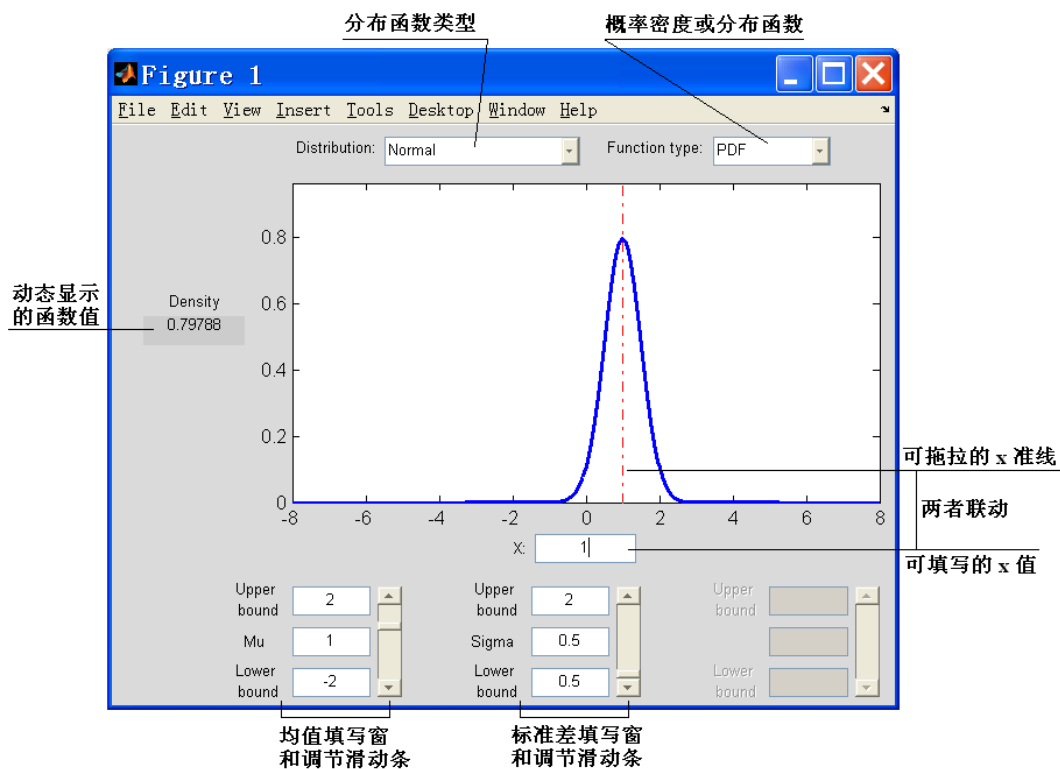 分布函数类型
概率密度或分布函数
Figure 1
File Edit View Insert Tools Desktop Window Help
Distribution: Normal
Function type: PDF
0.8
0.6
0.4
0.2
0
-8 -6 -4 -2 0 2 4 6 8
动态显示
的函数值
Density
0.79788
可拖拉的 x 准线
两者联动
可填写的 x 值
X: 1
Upper
bound
2
Mu 1
Lower
bound
-2
Upper
bound
2
Sigma 0.5
Lower
bound
0.5
Upper
bound
Lower
bound
均值填写窗
和调节滑动条
标准差填写窗
和调节滑动条